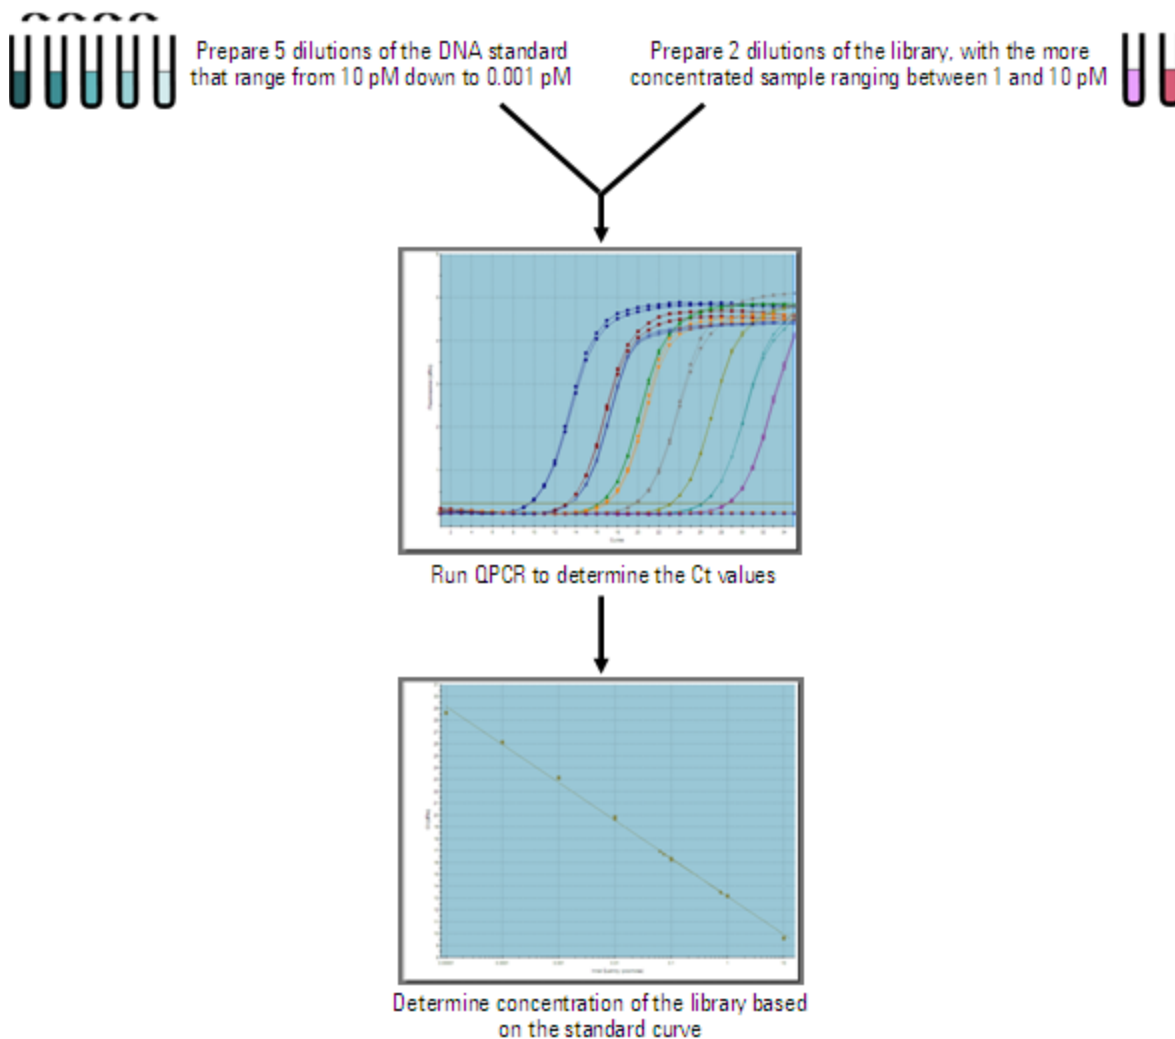 Prepare 5 dilutions of the DNA standard
that range from 10 pM down to 0.001 pM
Prepare 2 dilutions of the library, with the more
concentrated sample ranging between 1 and 10 pM
Run QPCR to determine the Ct values
Determine concentration of the library based
on the standard curve